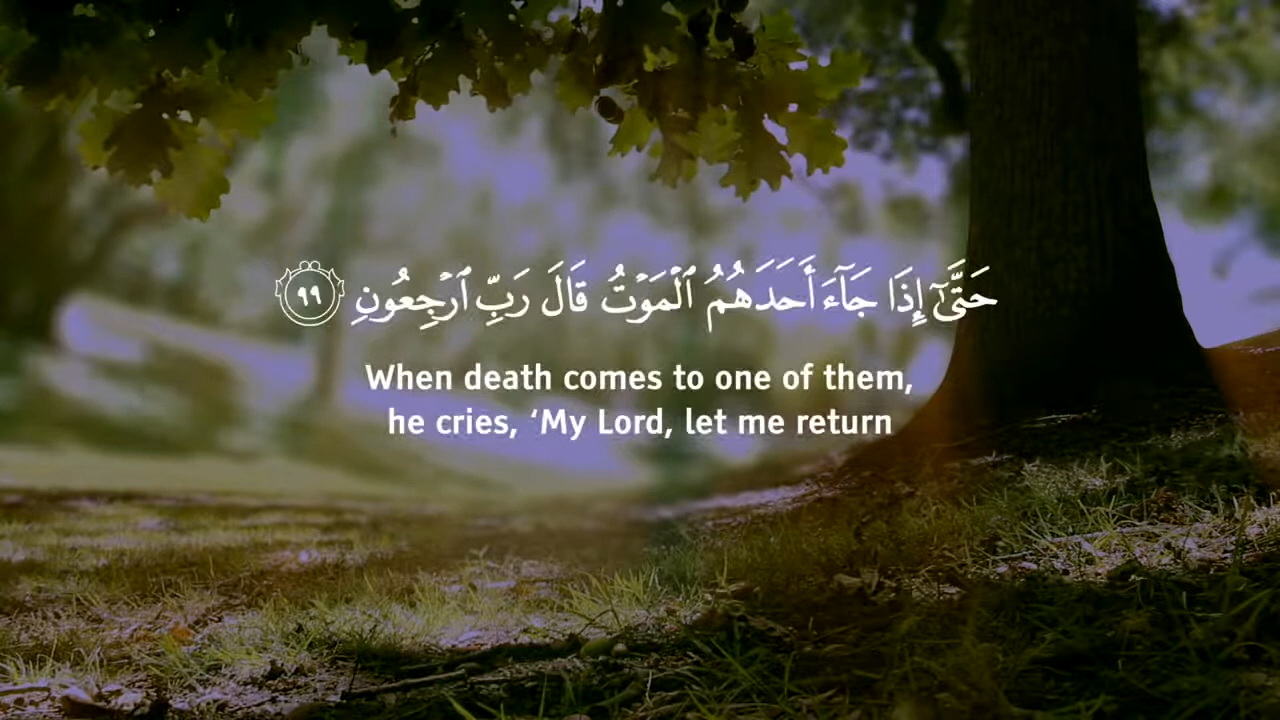 حَتَّىٰٓ إِذَا جَآءَ أَحَدَهُمُ ٱلْمَوْتُ قَالَ رَبِّ ٱرْجِعُونِ ٩٩
When death comes to one of them,
he cries, ‘My Lord, let me return